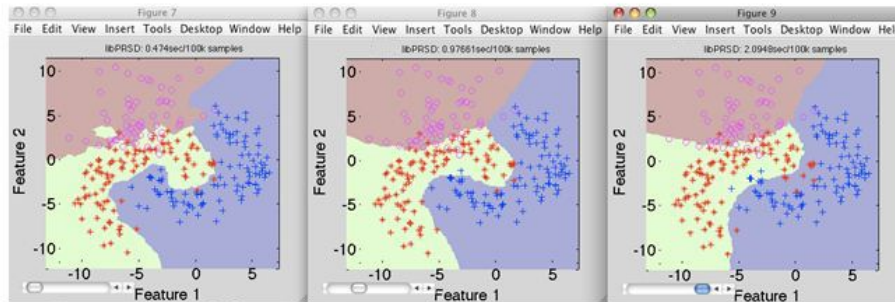 Figure 7
File Edit View Insert Tools Desktop Window Help
libPRSD: 0.474sec/100k samples
10
5
0
-5
-10
Feature 2
-10 -5 0 5
Feature 1
Figure 8
File Edit View Insert Tools Desktop Window Help
libPRSD: 0.97661sec/100k samples
10
5
0
-5
-10
Feature 2
-10 -5 0 5
Feature 1
Figure 9
File Edit View Insert Tools Desktop Window Help
libPRSD: 2.0948sec/100k samples
10
5
0
-5
-10
Feature 2
-10 -5 0 5
Feature 1